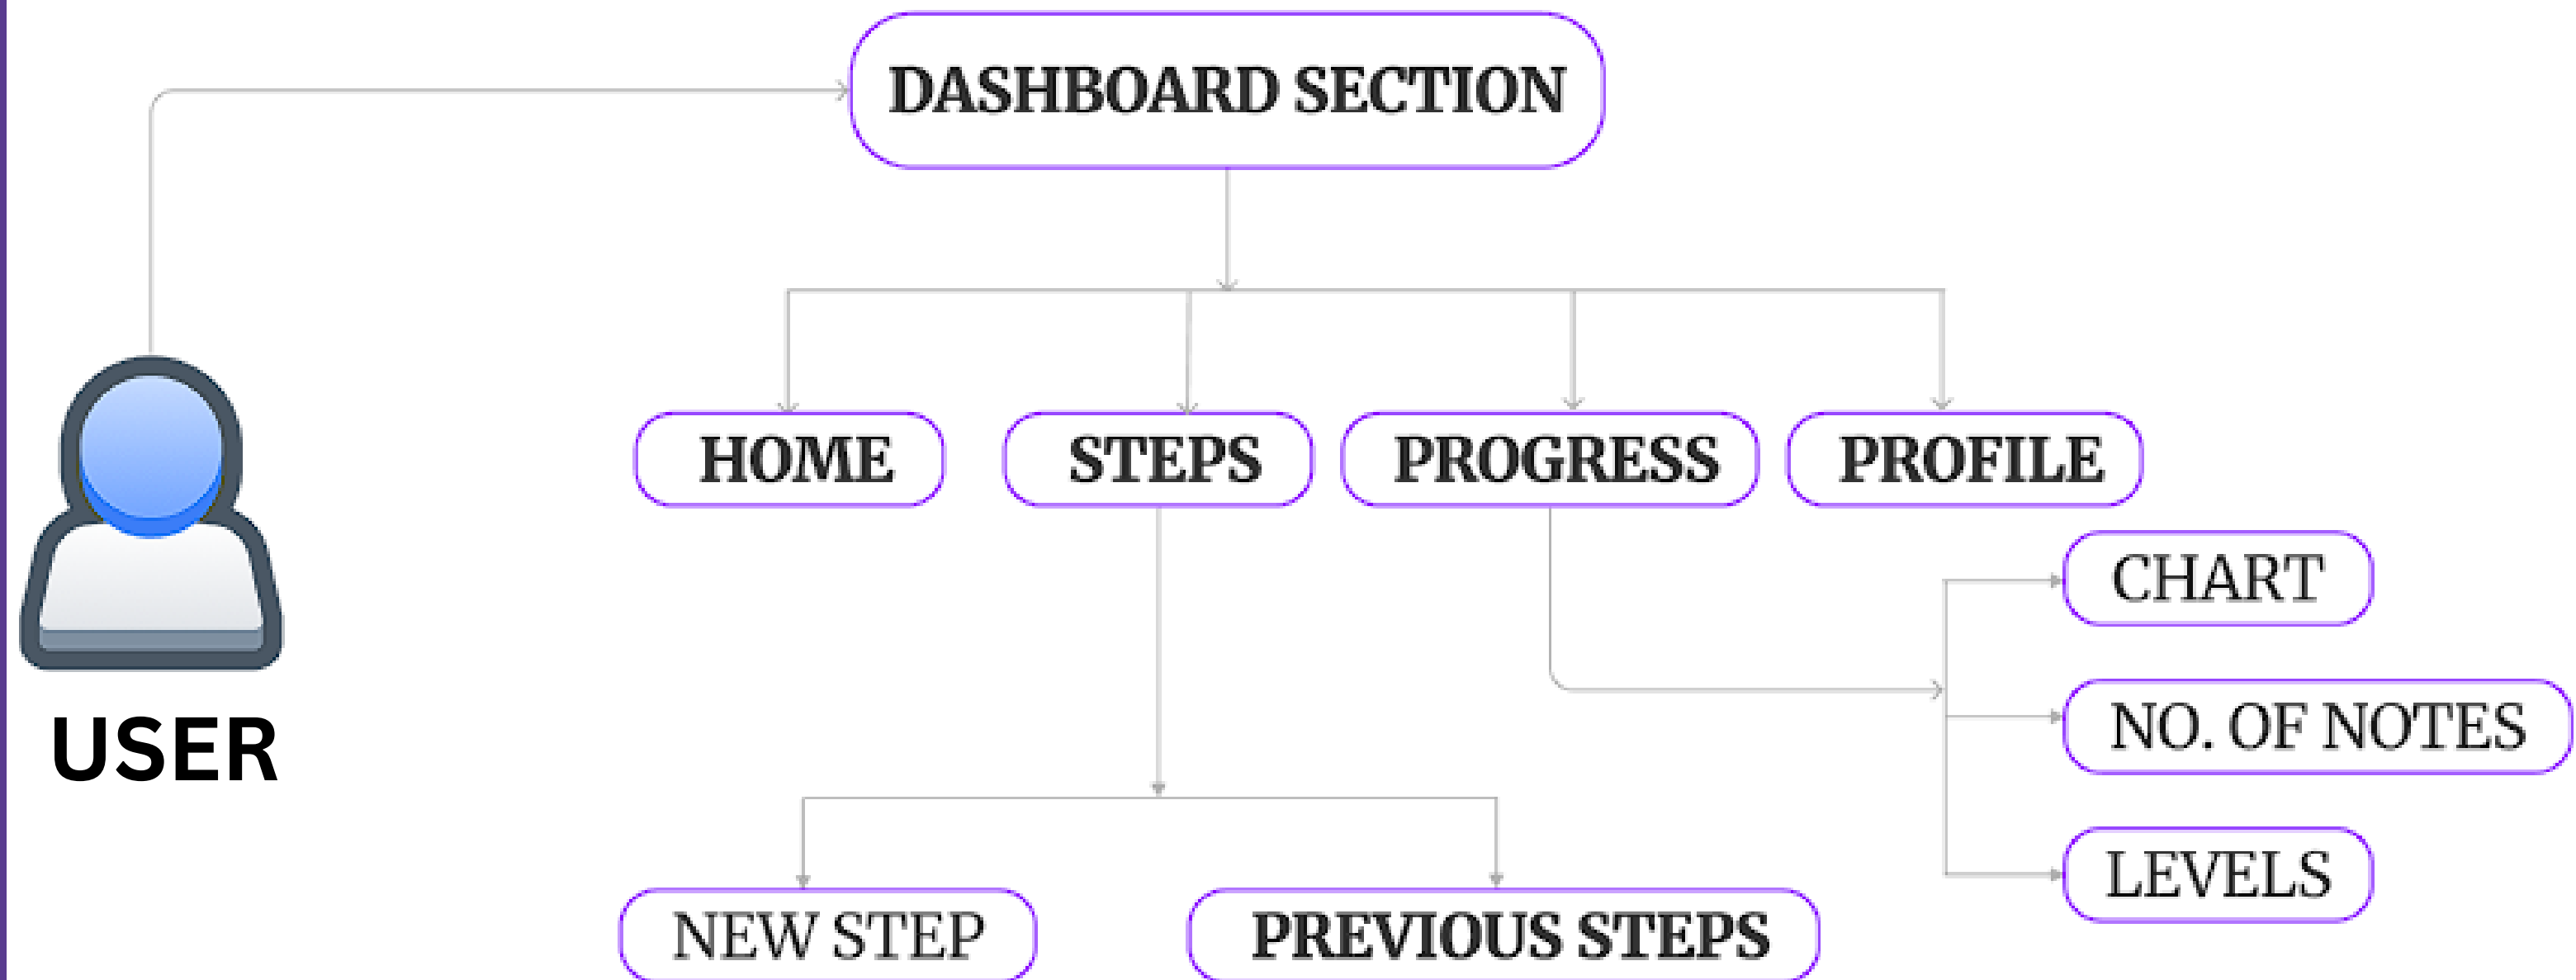 DASHBOARD SECTION
HOME
STEPS
PROGRESS
PROFILE
CHART
NO. OF NOTES
USER
LEVELS
NEW STEP
PREVIOUS STEPS